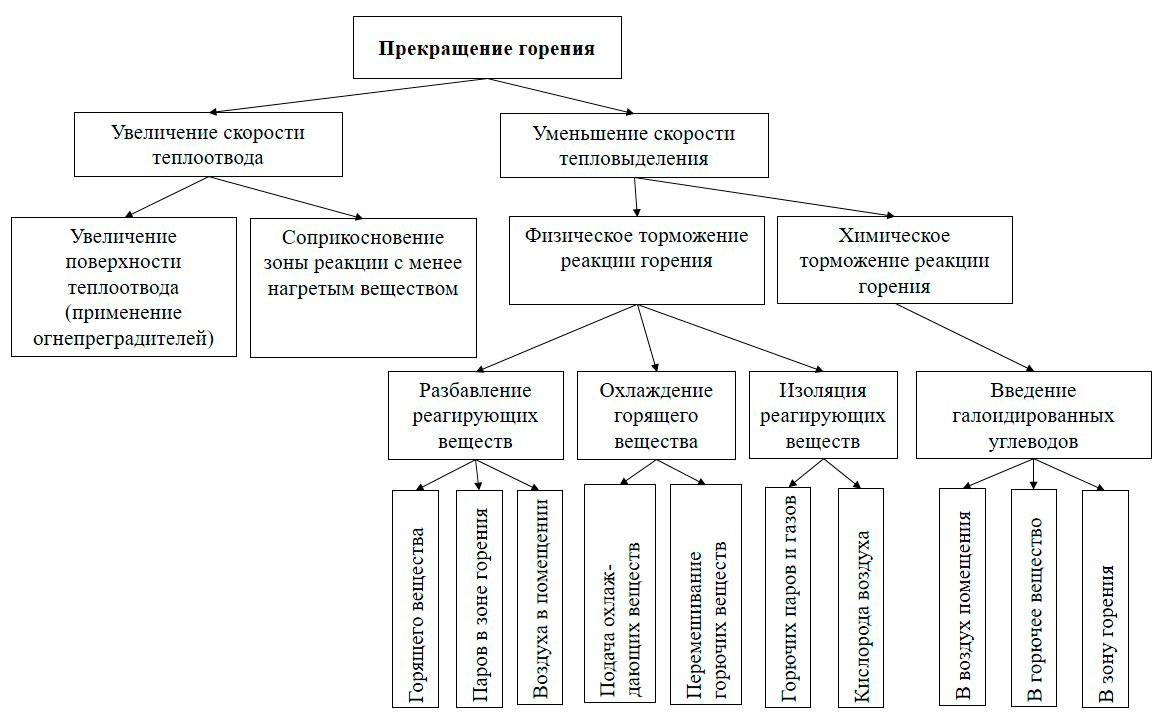 Прекращение горения
Увеличение скорости
теплоотвода
Уменьшение скорости
тепловыделения
Увеличение
поверхности
теплоотвода
(применение
огнепреградителей)
Соприкосновение
зоны реакции с менее
нагретым веществом
Физическое торможение
реакции горения
Химическое
торможение реакции
горения
Разбавление
реагирующих
веществ
Охлаждение
горящего
вещества
Изоляция
реагирующих
веществ
Введение
галоидированных
углеводов
Горящего вещества
Паров в зоне горения
Воздуха в помещении
Подача охлаж-
дающих веществ
Перемешивание
горючих веществ
Горючих паров и газов
Кислорода воздуха
В воздух помещения
В горючее вещество
В зону горения